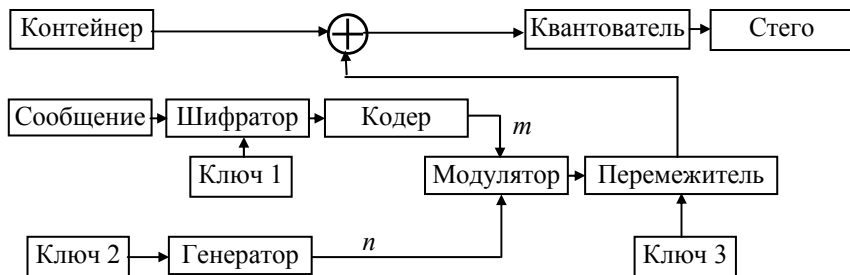 Контейнер
Квантователь
Стего
Сообщение
Шифратор
Кодер
m
Ключ 1
Модулятор
Перемежитель
Ключ 2
Генератор
n
Ключ 3